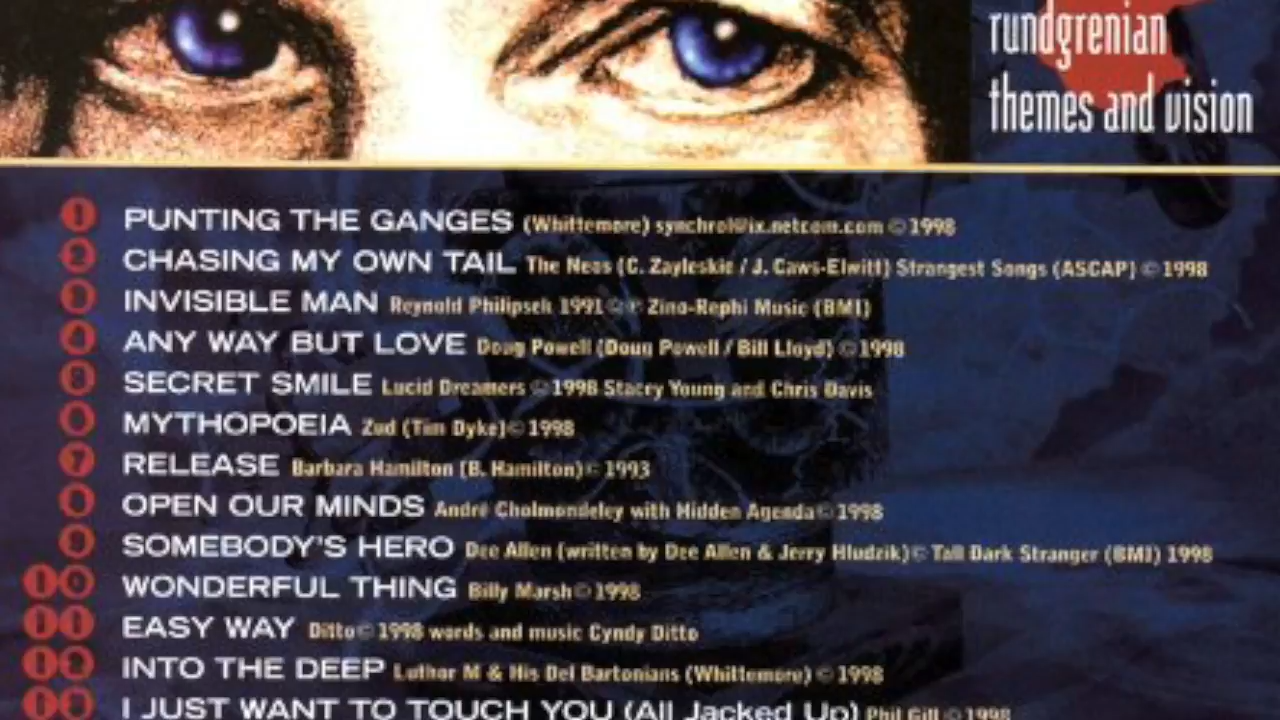 rundgrenian
themes and vision
1 PUNTING THE GANGES (Whittemore) synchrol@ix.netcom.com © 1998
2 CHASING MY OWN TAIL The Neos (C. Zayleskie / J. Caws-Elwitt) Strangest Songs (ASCAP) © 1998
3 INVISIBLE MAN Reynold Philipsek 1991 © ℗ Zino-Rephi Music (BMI)
4 ANY WAY BUT LOVE Doug Powell (Doug Powell / Bill Lloyd) © 1998
5 SECRET SMILE Lucid Dreamers © 1998 Stacey Young and Chris Davis
6 MYTHOPOEIA Zud (Tim Dyke) © 1998
7 RELEASE Barbara Hamilton (B. Hamilton) © 1993
8 OPEN OUR MINDS André Cholmondeley with Hidden Agenda © 1998
9 SOMEBODY'S HERO Dee Allen (written by Dee Allen & Jerry Hludzik) © Tall Dark Stranger (BMI) 1998
10 WONDERFUL THING Billy Marsh © 1998
11 EASY WAY Ditto © 1998 words and music Cyndy Ditto
12 INTO THE DEEP Luthor M & His Del Bartonians (Whittemore) © 1998
13 I JUST WANT TO TOUCH YOU (All Jacked Up) Phil Gill © 1998